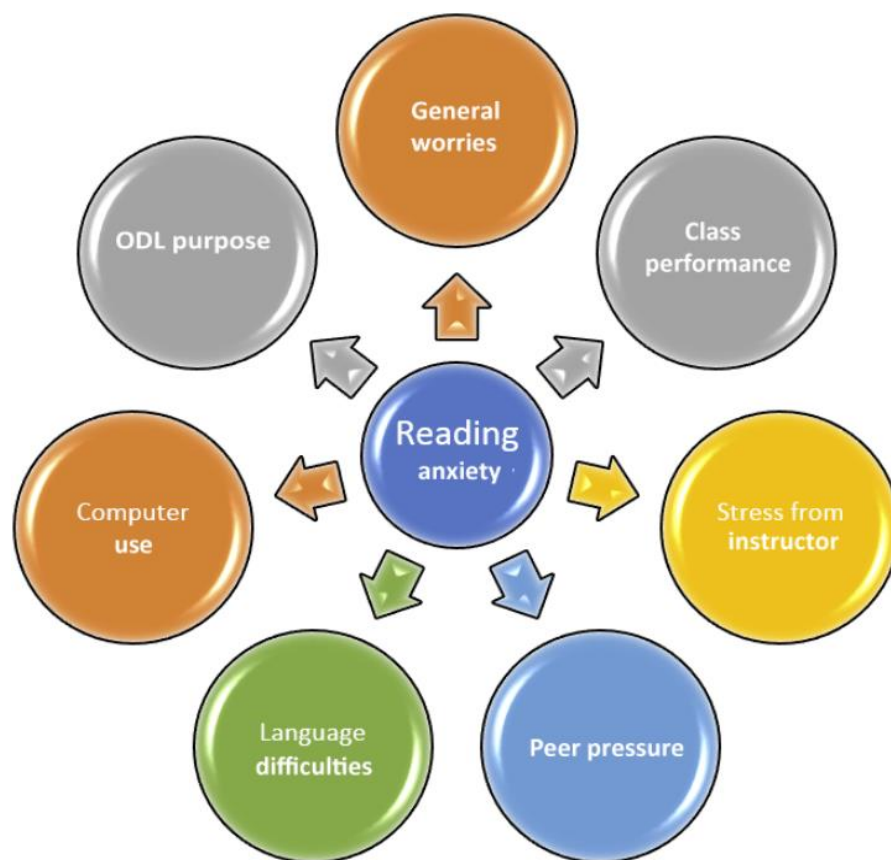 General
worries
Class
performance
Stress from
instructor
Peer pressure
Language
difficulties
Computer
use
ODL purpose
Reading
anxiety